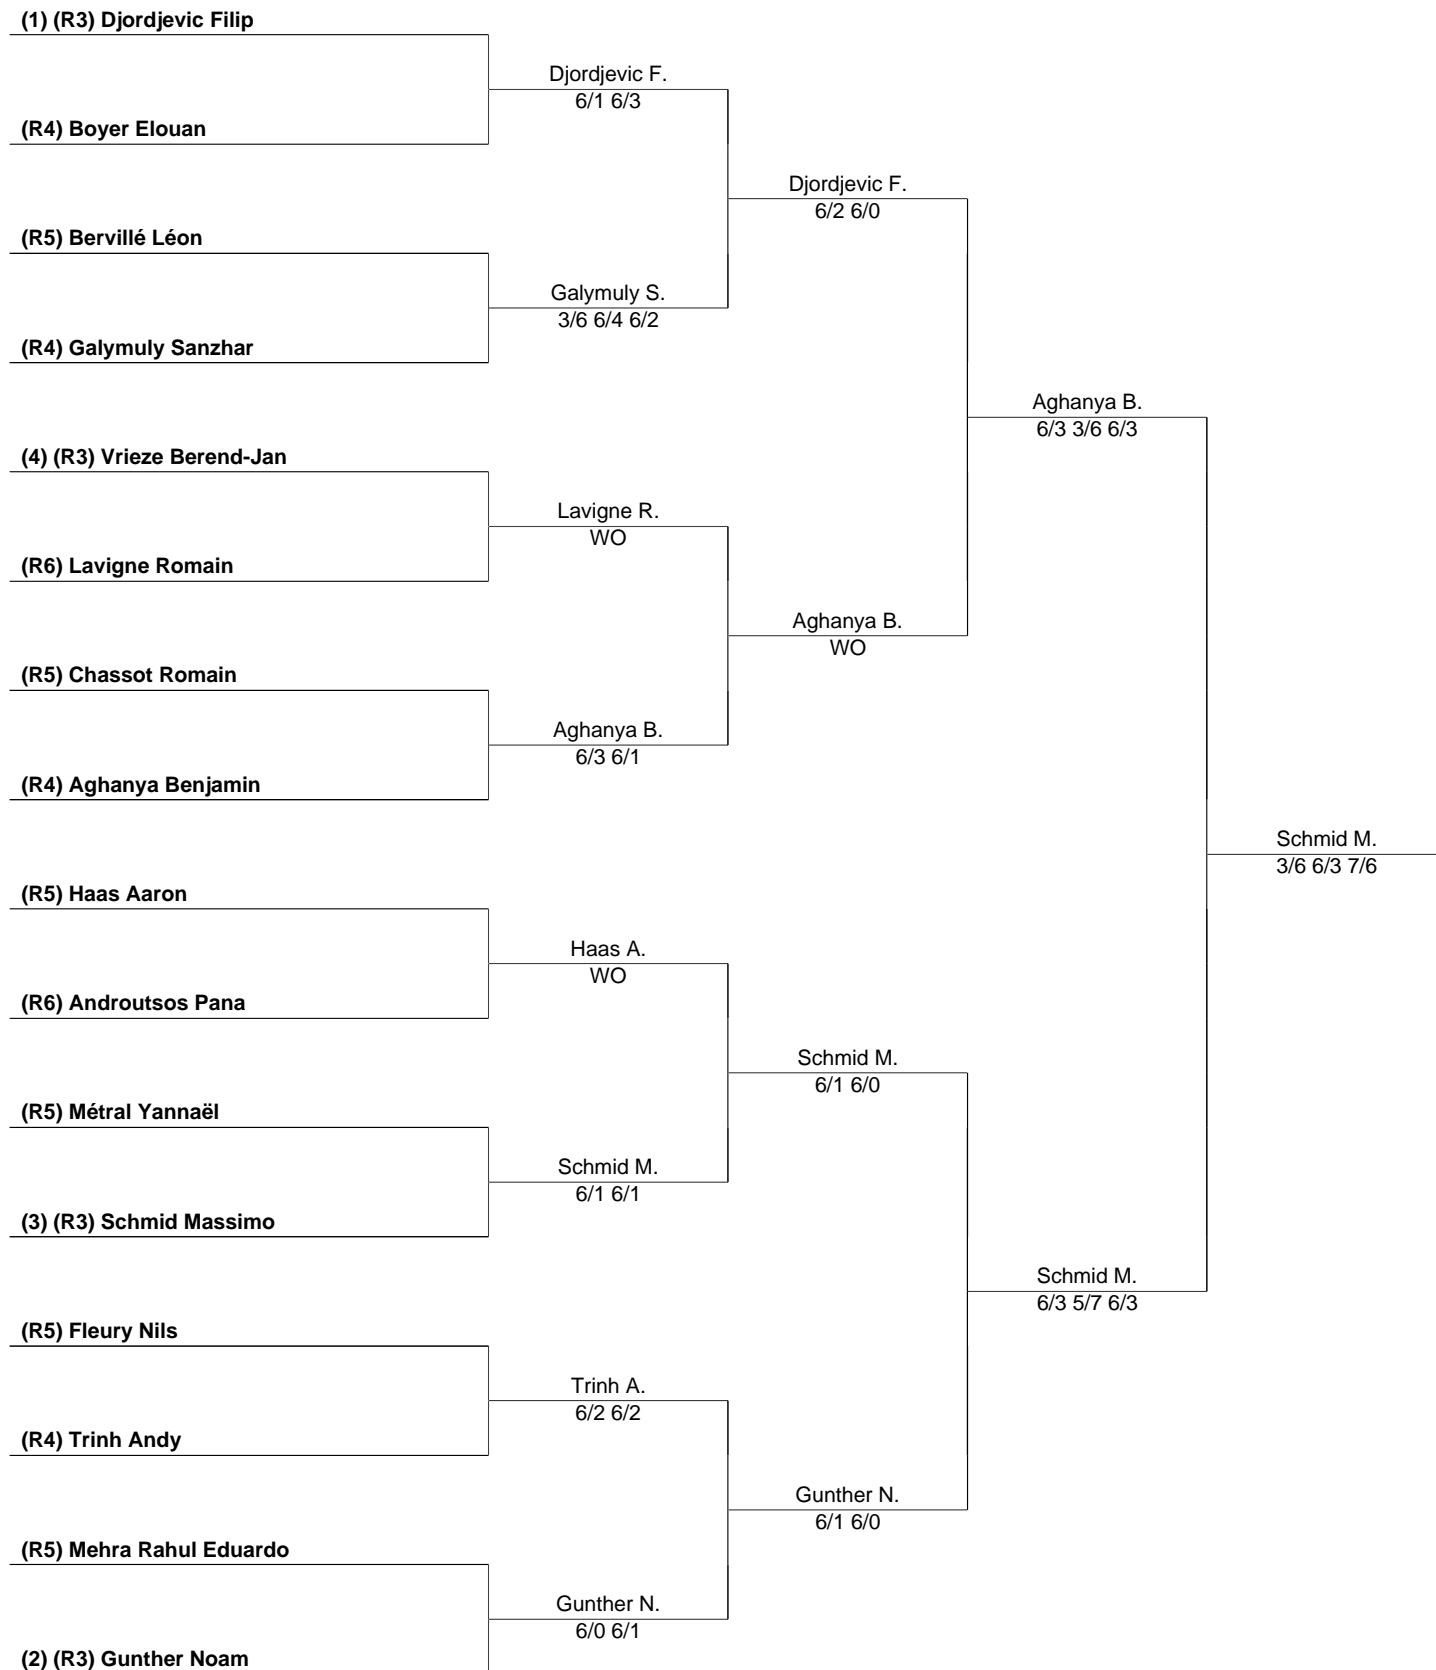 (1) (R3) Djordjevic Filip
Djordjevic F.
6/1 6/3
(R4) Boyer Elouan
Djordjevic F.
6/2 6/0
(R5) Bervillé Léon
Galymuly S.
3/6 6/4 6/2
(R4) Galymuly Sanzhar
Aghanya B.
6/3 3/6 6/3
(4) (R3) Vrieze Berend-Jan
Lavigne R.
WO
(R6) Lavigne Romain
Aghanya B.
WO
(R5) Chassot Romain
Aghanya B.
6/3 6/1
(R4) Aghanya Benjamin
Schmid M.
3/6 6/3 7/6
(R5) Haas Aaron
Haas A.
WO
(R6) Androutsos Pana
Schmid M.
6/1 6/0
(R5) Métral Yannaël
Schmid M.
6/1 6/1
(3) (R3) Schmid Massimo
Schmid M.
6/3 5/7 6/3
(R5) Fleury Nils
Trinh A.
6/2 6/2
(R4) Trinh Andy
Gunther N.
6/1 6/0
(R5) Mehra Rahul Eduardo
Gunther N.
6/0 6/1
(2) (R3) Gunther Noam